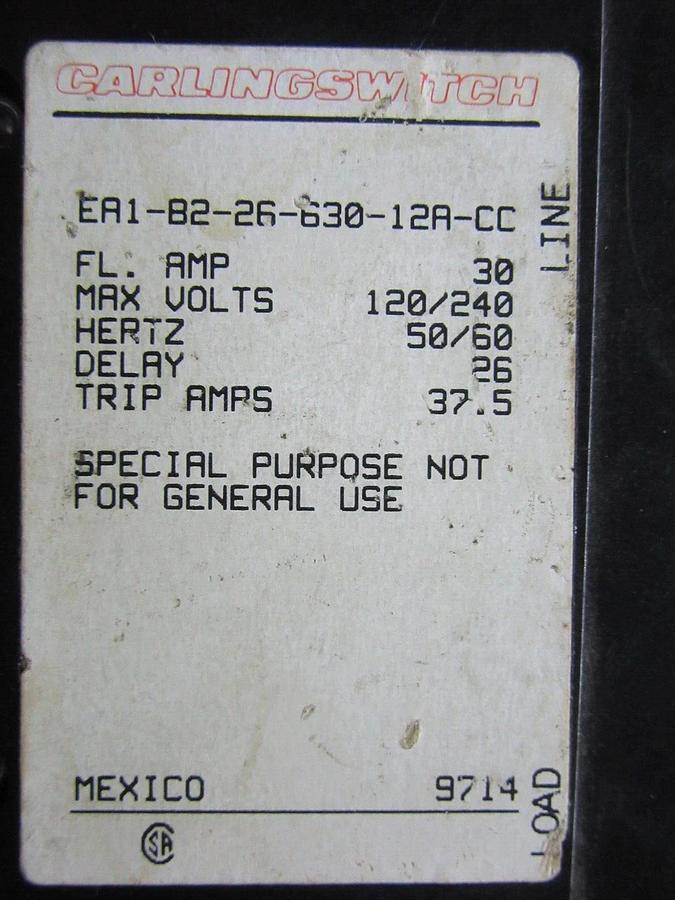 CARLINGSWITCH
EA1-B2-26-630-12A-CC
LINE
FL. AMP 30
MAX VOLTS 120/240
HERTZ 50/60
DELAY 26
TRIP AMPS 37.5
SPECIAL PURPOSE NOT
FOR GENERAL USE
MEXICO 9714
LOAD
SA